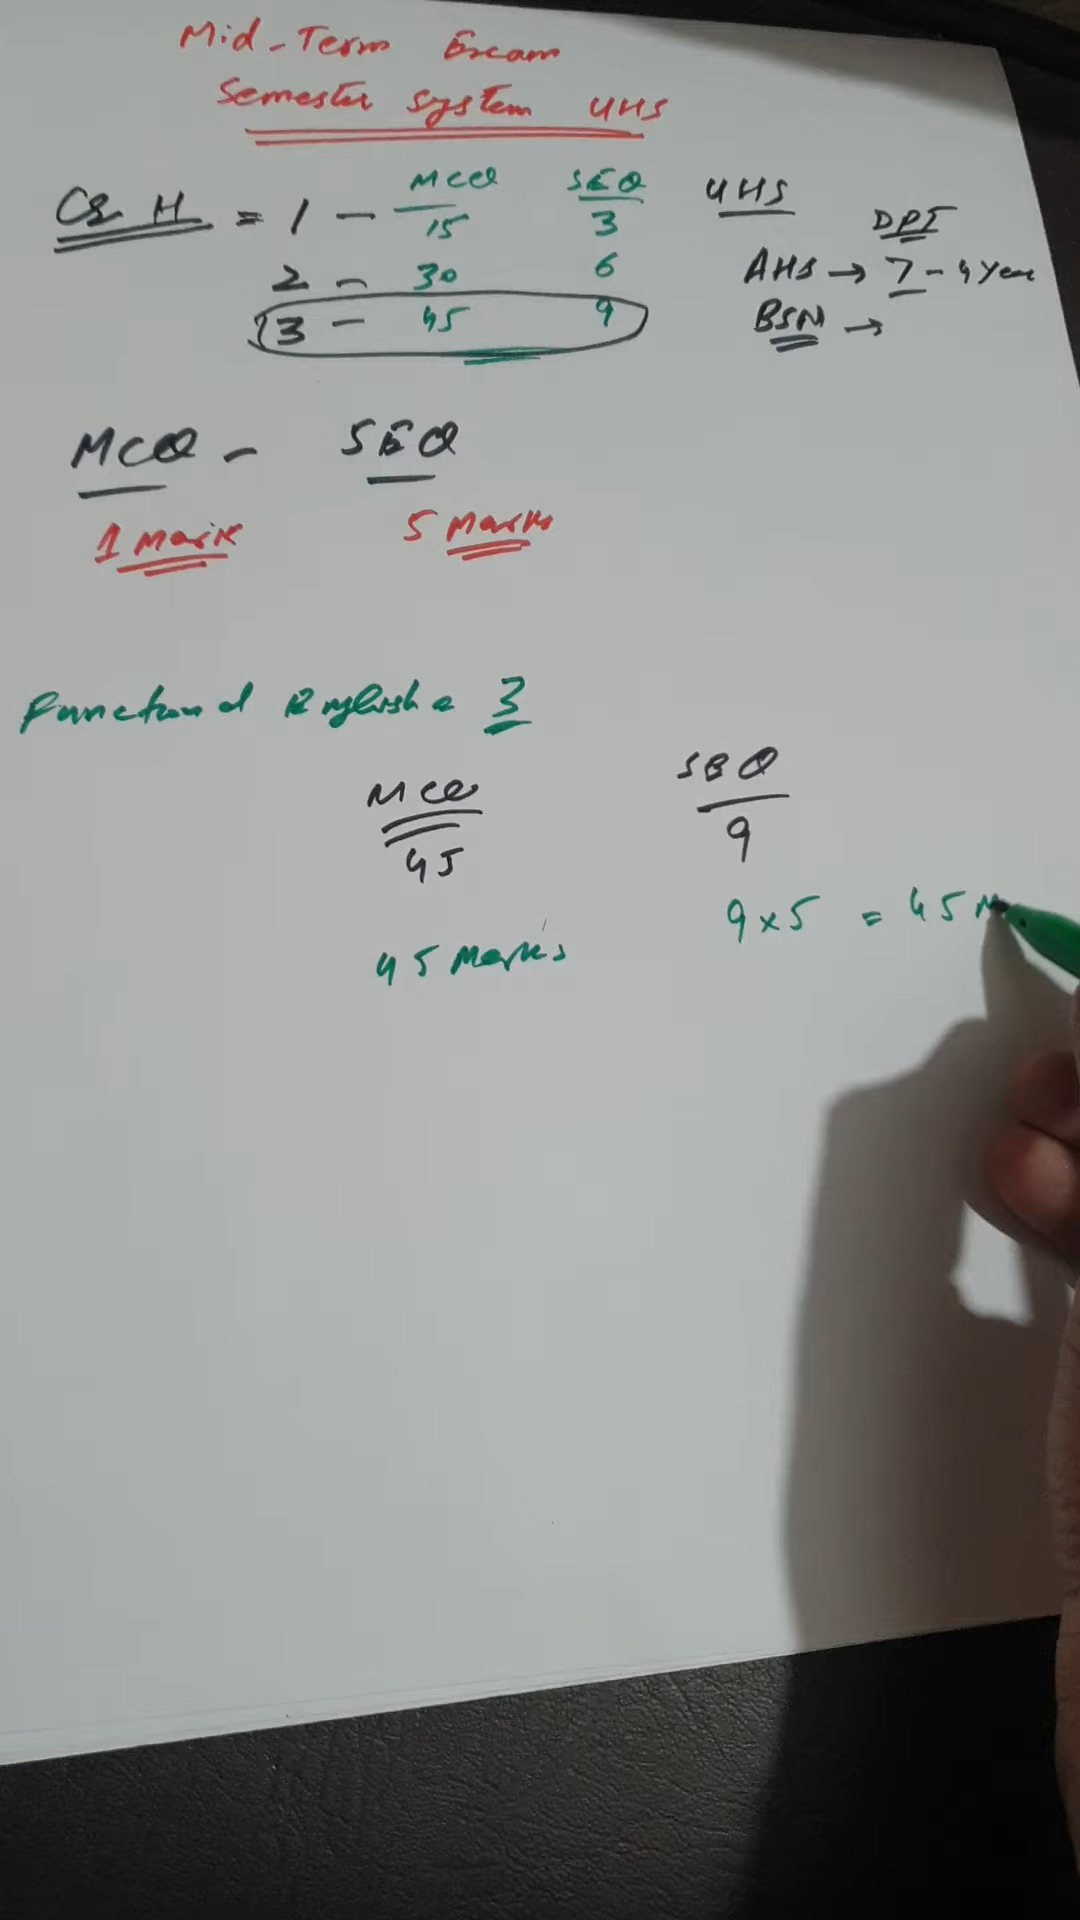 Mid-Term Exam
Semester system UHS
Cr H = 1 - MCQ 15 SEQ 3
2 - 30 6
3 - 45 9
UHS
DPT
AHS → 7 - 4 Year
BSN →
MCQ - SEQ
1 Mark 5 Marks
Functional English = 3
MCQ SEQ
45 9
45 Marks 9x5 = 45 M